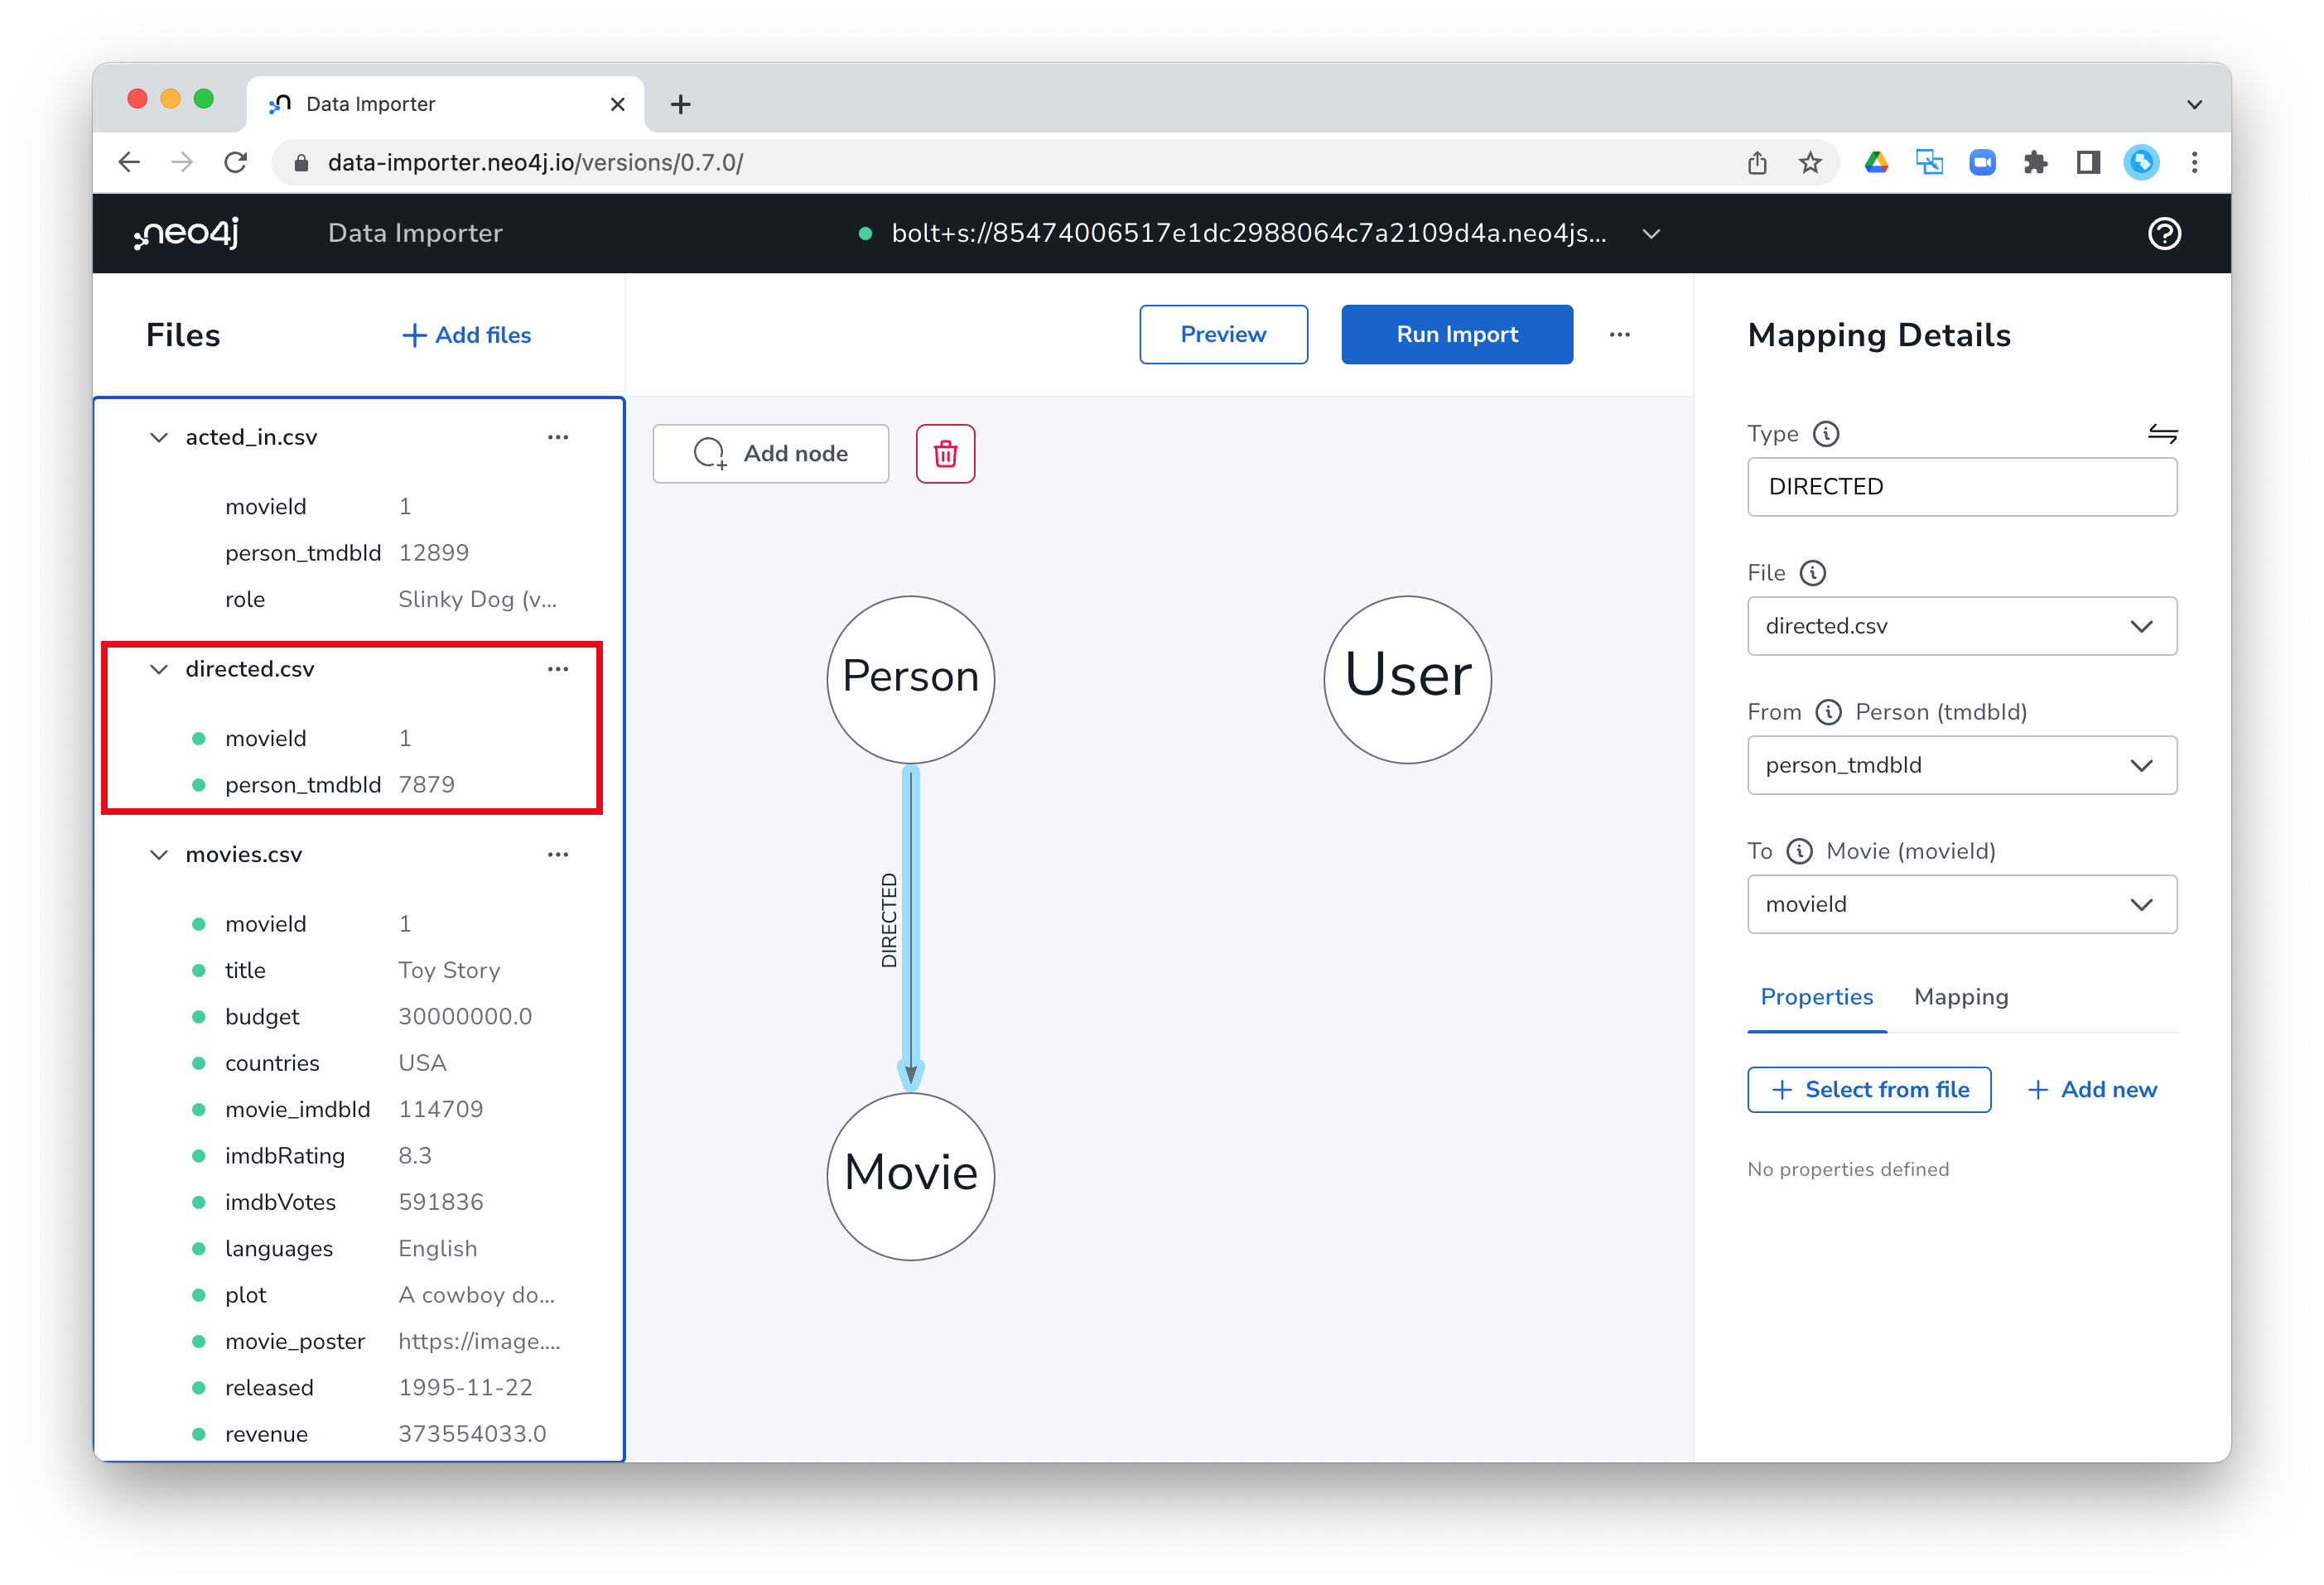 Data Importer
data-importer.neo4j.io/versions/0.7.0/
neo4j
Data Importer
bolt+s://85474006517e1dc2988064c7a2109d4a.neo4js...
Files
Add files
acted_in.csv
movieId 1
person_tmdbId 12899
role Slinky Dog (v...
directed.csv
movieId 1
person_tmdbId 7879
movies.csv
movieId 1
title Toy Story
budget 30000000.0
countries USA
movie_imdbId 114709
imdbRating 8.3
imdbVotes 591836
languages English
plot A cowboy do...
movie_poster https://image....
released 1995-11-22
revenue 373554033.0
Preview
Run Import
Add node
Person
User
DIRECTED
Movie
Mapping Details
Type
DIRECTED
File
directed.csv
From Person (tmdbId)
person_tmdbId
To Movie (movieId)
movieId
Properties Mapping
Select from file
Add new
No properties defined